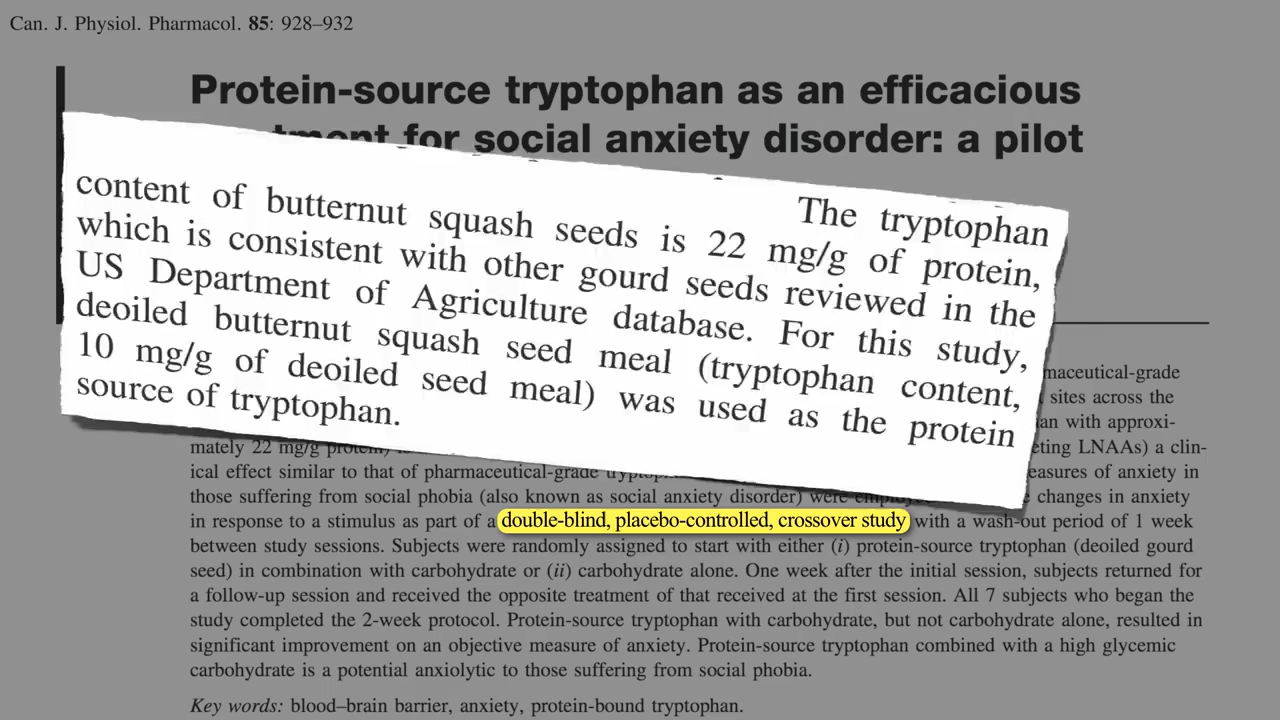 Can. J. Physiol. Pharmacol. 85: 928–932
Protein-source tryptophan as an efficacious
for social anxiety disorder: a pilot
The tryptophan
content of butternut squash seeds is 22 mg/g of protein,
which is consistent with other gourd seeds reviewed in the
US Department of Agriculture database. For this study,
deoiled butternut squash seed meal (tryptophan content,
10 mg/g of deoiled seed meal) was used as the protein
source of tryptophan.
maceutical-grade
sites across the
an with approxi-
mately 22 mg/g protein) eting LNAAs) a clin-
ical effect similar to that of pharmaceutical-grade easures of anxiety in
those suffering from social phobia (also known as social anxiety disorder) were changes in anxiety
in response to a stimulus as part of a double-blind, placebo-controlled, crossover study with a wash-out period of 1 week
between study sessions. Subjects were randomly assigned to start with either (i) protein-source tryptophan (deoiled gourd
seed) in combination with carbohydrate or (ii) carbohydrate alone. One week after the initial session, subjects returned for
a follow-up session and received the opposite treatment of that received at the first session. All 7 subjects who began the
study completed the 2-week protocol. Protein-source tryptophan with carbohydrate, but not carbohydrate alone, resulted in
significant improvement on an objective measure of anxiety. Protein-source tryptophan combined with a high glycemic
carbohydrate is a potential anxiolytic to those suffering from social phobia.
Key words: blood–brain barrier, anxiety, protein-bound tryptophan.